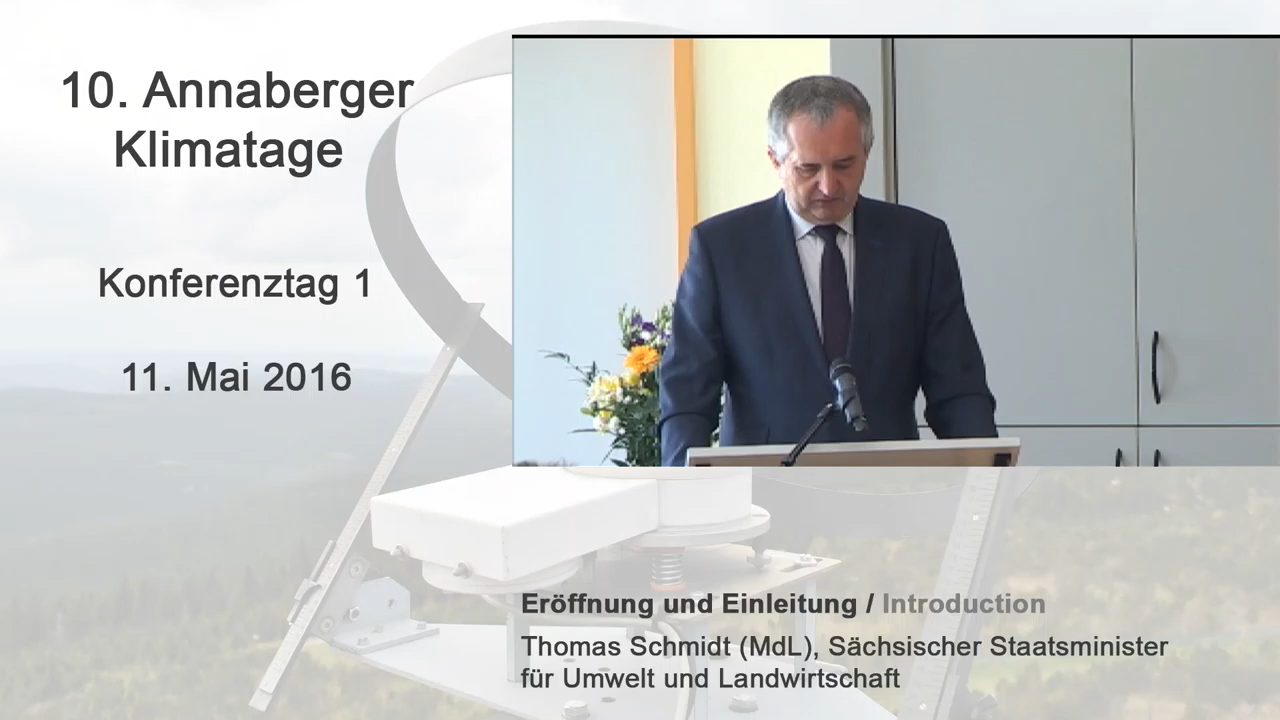 10. Annaberger
Klimatage
Konferenztag 1
11. Mai 2016
Eröffnung und Einleitung / Introduction
Thomas Schmidt (MdL), Sächsischer Staatsminister
für Umwelt und Landwirtschaft